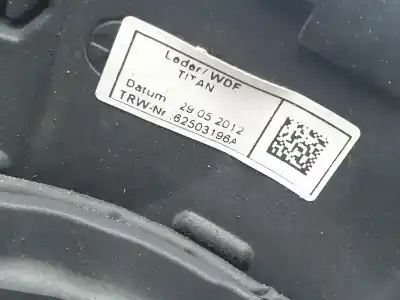 Leder/WDF
TITAN
Datum 29.05.2012
TRW-Nr.:62503196A